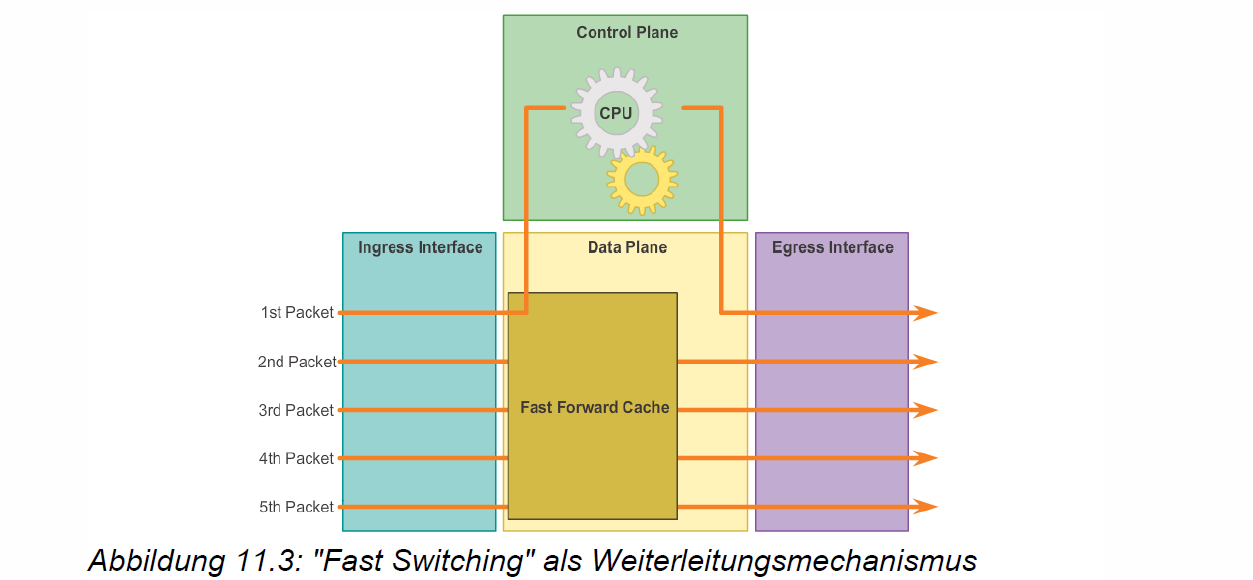 Control Plane
CPU
Ingress Interface
Data Plane
Egress Interface
1st Packet
2nd Packet
3rd Packet
Fast Forward Cache
4th Packet
5th Packet
Abbildung 11.3: "Fast Switching" als Weiterleitungsmechanismus